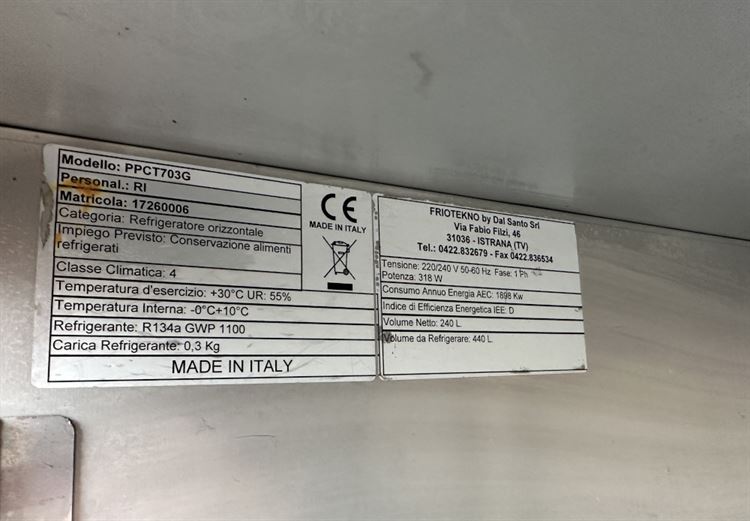 Modello: PPCT703G
Personal.: RI
Matricola: 17260006
Categoria: Refrigeratore orizzontale
Impiego Previsto: Conservazione alimenti
refrigerati
Classe Climatica: 4
Temperatura d'esercizio: +30°C UR: 55%
Temperatura Interna: -0°C+10°C
Refrigerante: R134a GWP 1100
Carica Refrigerante: 0,3 Kg
MADE IN ITALY
CE
MADE IN ITALY
FRIOTEKNO by Dal Santo Srl
Via Fabio Filzi, 46
31036 - ISTRANA (TV)
Tel.: 0422.832679 - Fax 0422.836534
Tensione: 220/240 V 50-60 Hz Fase: 1 Ph
Potenza: 318 W
Consumo Annuo Energia AEC: 1898 Kw
Indice di Efficienza Energetica IEE: D
Volume Netto: 240 L
Volume da Refrigerare: 440 L